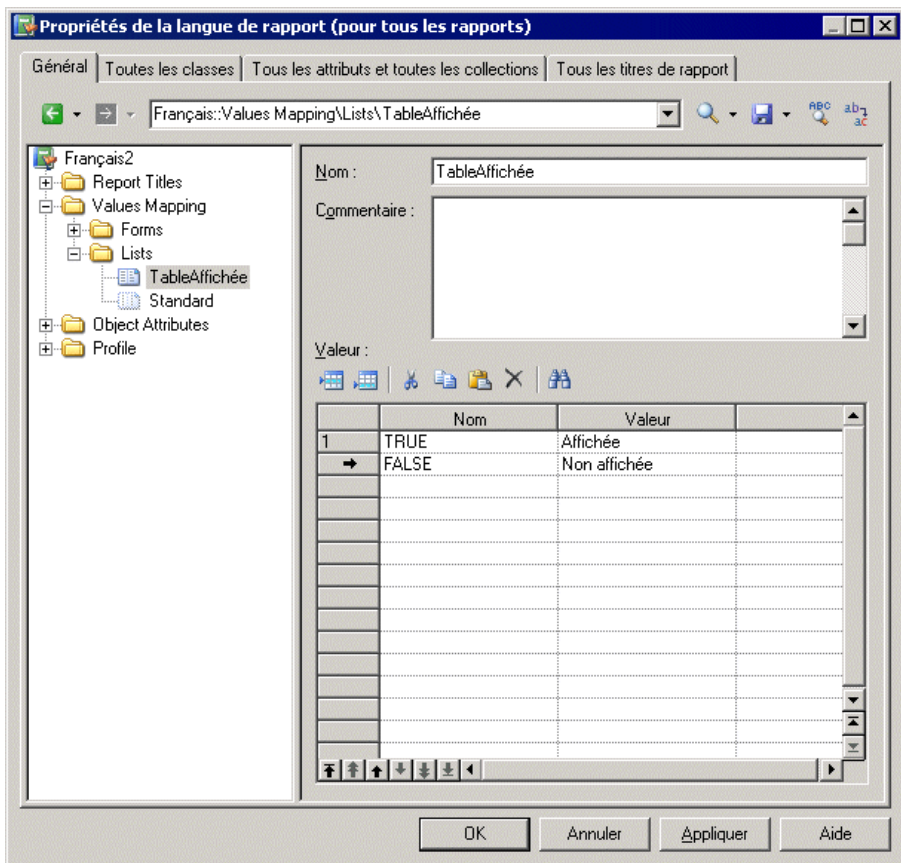 Propriétés de la langue de rapport (pour tous les rapports)
Général Toutes les classes Tous les attributs et toutes les collections Tous les titres de rapport
Français::Values Mapping\Lists\TableAffichée
ABC
ab
ac
Français2
Report Titles
Values Mapping
Forms
Lists
TableAffichée
Standard
Object Attributes
Profile
Nom :
TableAffichée
Commentaire :
Valeur :
Nom Valeur
1 TRUE Affichée
FALSE Non affichée
OK Annuler Appliquer Aide